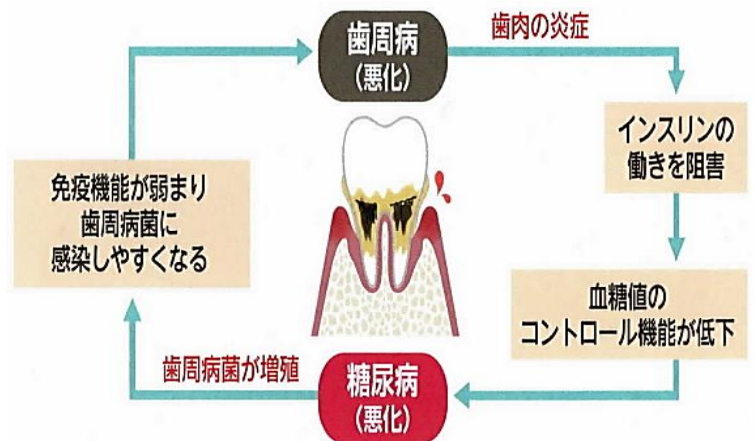 歯周病
(悪化)
歯肉の炎症
インスリンの
働きを阻害
血糖値の
コントロール機能が低下
糖尿病
(悪化)
歯周病菌が増殖
免疫機能が弱まり
歯周病菌に
感染しやすくなる